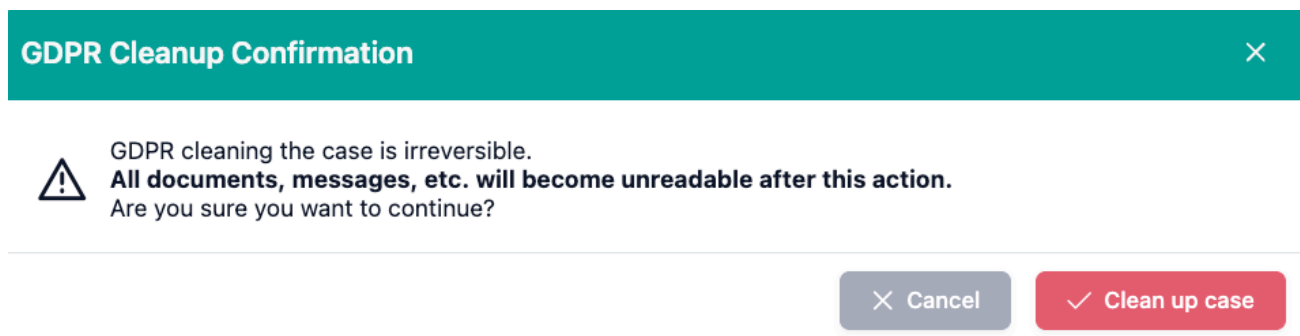 GDPR Cleanup Confirmation
GDPR cleaning the case is irreversible.
All documents, messages, etc. will become unreadable after this action.
Are you sure you want to continue?
Cancel
Clean up case